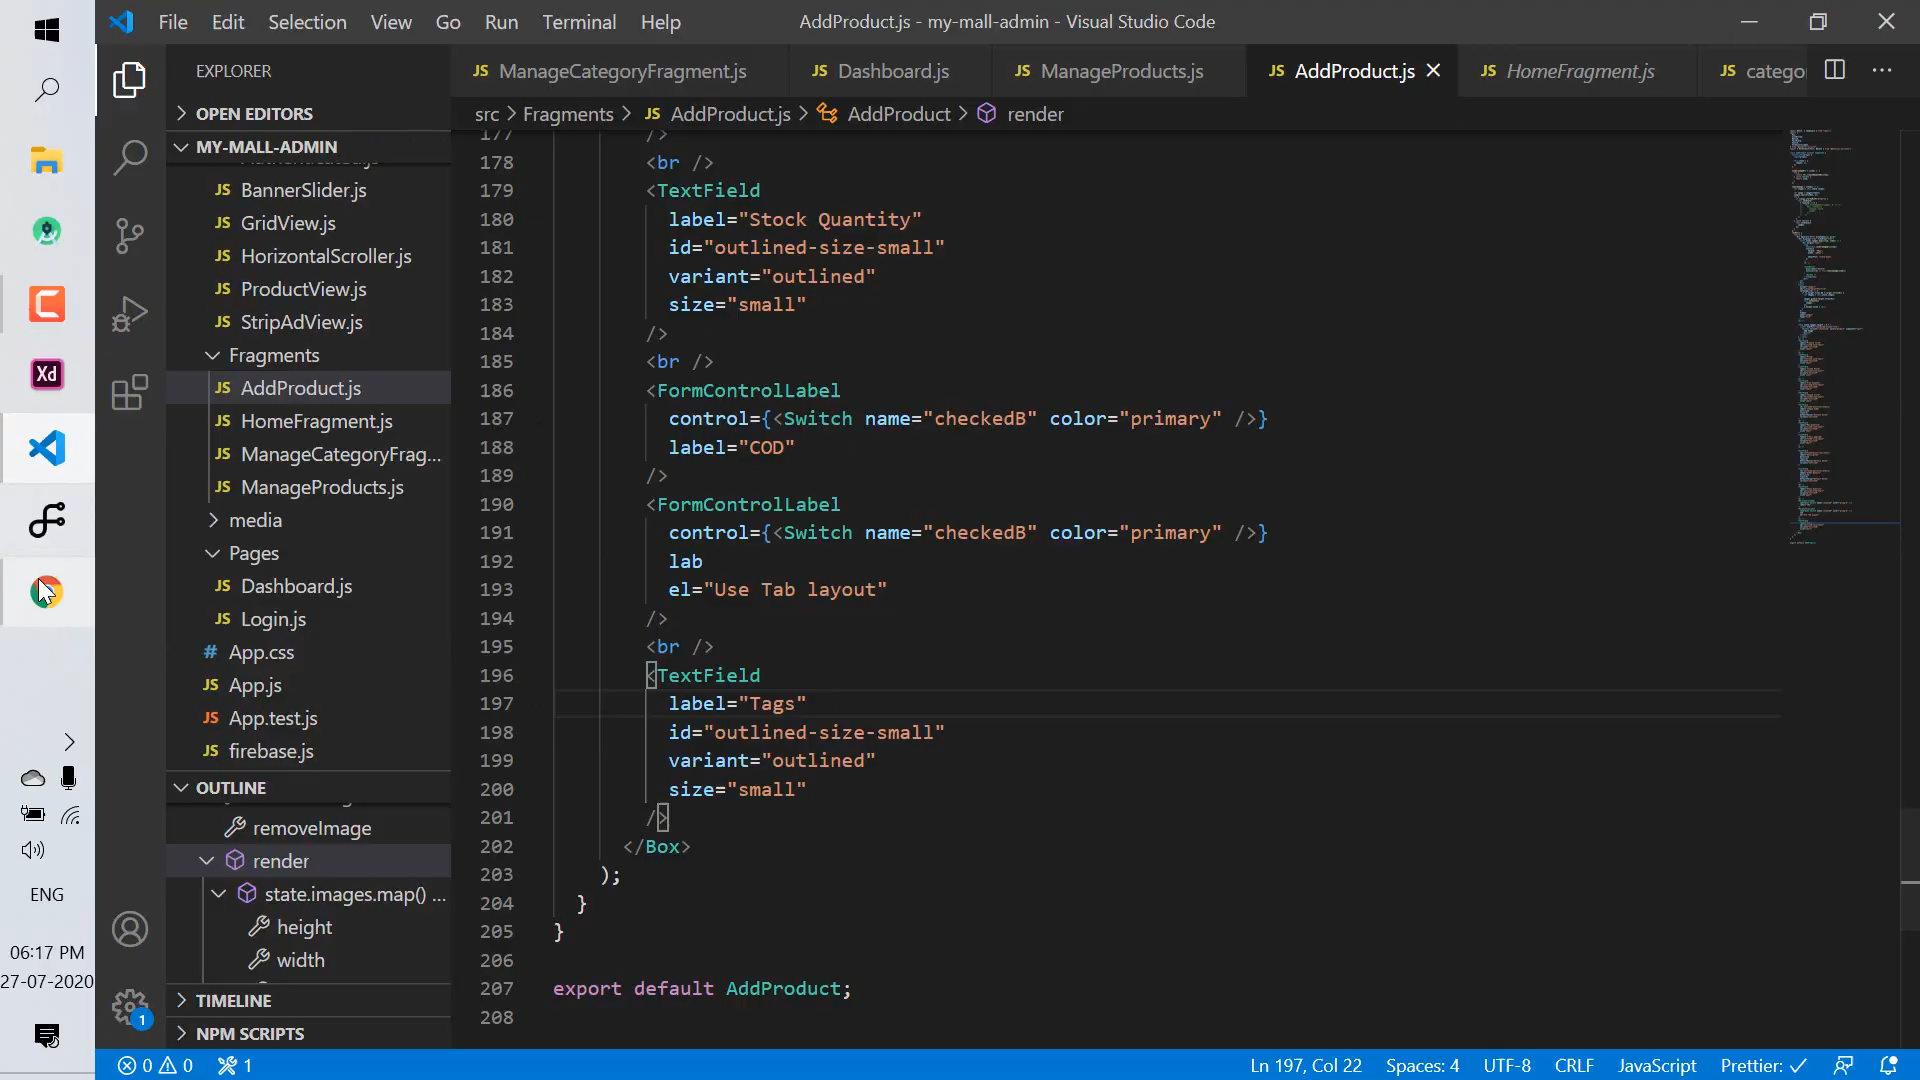 File Edit Selection View Go Run Terminal Help
AddProduct.js - my-mall-admin - Visual Studio Code
EXPLORER
OPEN EDITORS
MY-MALL-ADMIN
JS BannerSlider.js
JS GridView.js
JS HorizontalScroller.js
JS ProductView.js
JS StripAdView.js
Fragments
JS AddProduct.js
JS HomeFragment.js
JS ManageCategoryFrag...
JS ManageProducts.js
media
Pages
JS Dashboard.js
JS Login.js
# App.css
JS App.js
JS App.test.js
JS firebase.js
OUTLINE
removeImage
render
state.images.map() ...
height
width
TIMELINE
NPM SCRIPTS
JS ManageCategoryFragment.js
JS Dashboard.js
JS ManageProducts.js
JS AddProduct.js
JS HomeFragment.js
JS catego
src > Fragments > JS AddProduct.js > AddProduct > render
177 />
178 <br />
179 <TextField
180 label="Stock Quantity"
181 id="outlined-size-small"
182 variant="outlined"
183 size="small"
184 />
185 <br />
186 <FormControlLabel
187 control={<Switch name="checkedB" color="primary" />}
188 label="COD"
189 />
190 <FormControlLabel
191 control={<Switch name="checkedB" color="primary" />}
192 lab
193 el="Use Tab layout"
194 />
195 <br />
196 <TextField
197 label="Tags"
198 id="outlined-size-small"
199 variant="outlined"
200 size="small"
201 />
202 </Box>
203 );
204 }
205 }
206
207 export default AddProduct;
208
Xd
ENG
06:17 PM
27-07-2020
1
0 0 1
Ln 197, Col 22
Spaces: 4
UTF-8
CRLF
JavaScript
Prettier: ✓